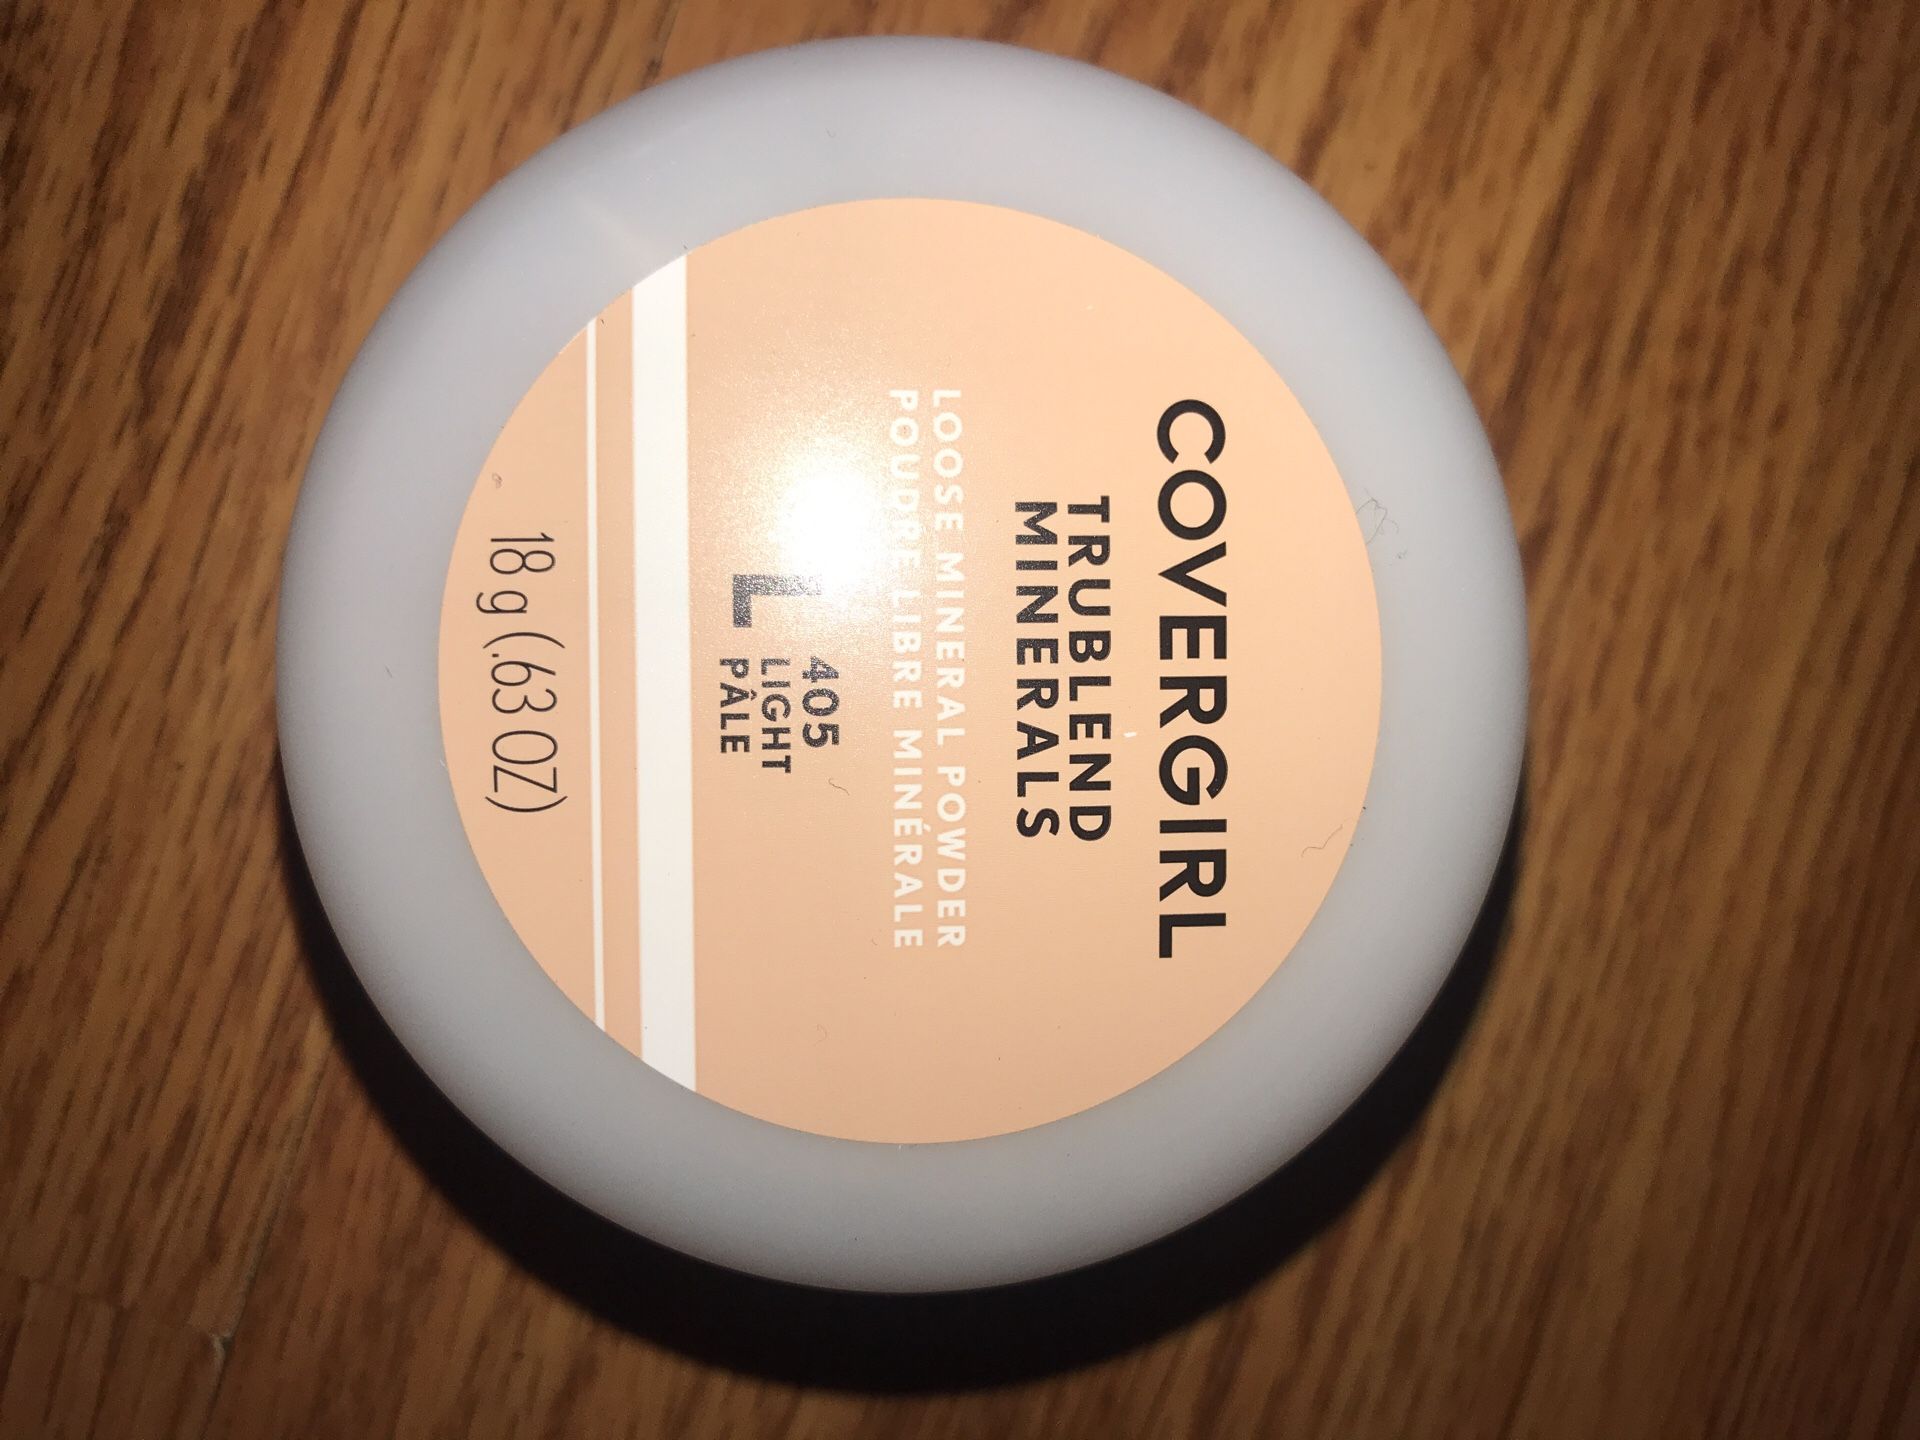 COVERGIRL
TRUBLEND
MINERALS
LOOSE MINERAL POWDER
POUDRE LIBRE MINÉRALE
L
405
LIGHT
PÂLE
18 g (.63 OZ)